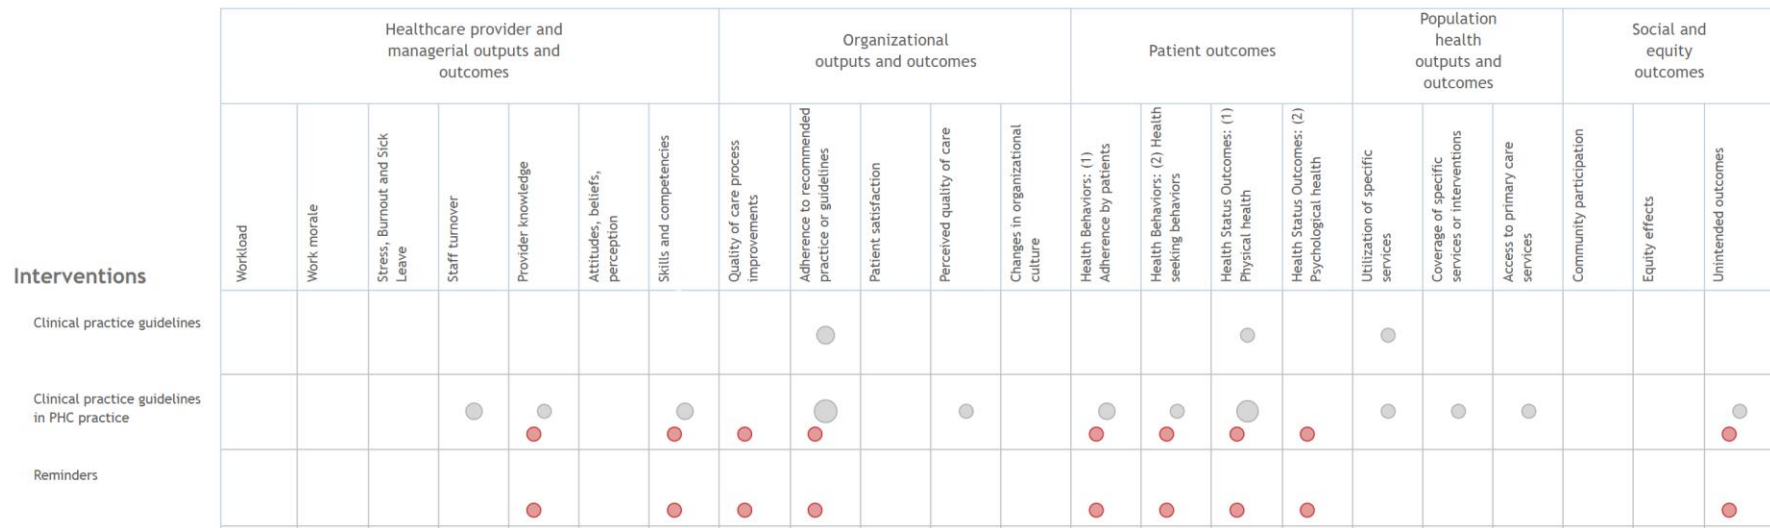 Healthcare provider and
managerial outputs and
outcomes
Organizational
outputs and outcomes
Patient outcomes
Population
health
outputs and
outcomes
Social and
equity
outcomes
Interventions
Workload
Work morale
Stress, Burnout and Sick
Leave
Staff turnover
Provider knowledge
Attitudes, beliefs,
perception
Skills and competencies
Quality of care process
improvements
Adherence to recommended
practice or guidelines
Patient satisfaction
Perceived quality of care
Changes in organizational
culture
Health Behaviors: (1)
Adherence by patients
Health Behaviors: (2) Health
seeking behaviors
Health Status Outcomes: (1)
Physical health
Health Status Outcomes: (2)
Psychological health
Utilization of specific
services
Coverage of specific
services or interventions
Access to primary care
services
Community participation
Equity effects
Unintended outcomes
Clinical practice guidelines
Clinical practice guidelines
in PHC practice
Reminders